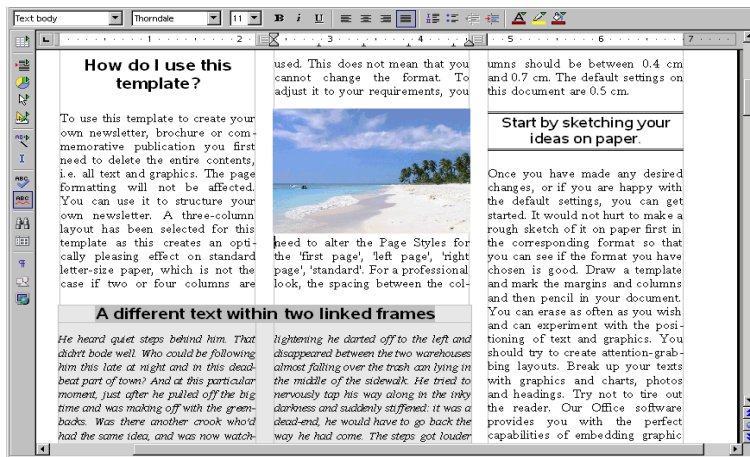 Text body
Thorndale
11
B i U
1 2 3 4 5 6 7
How do I use this
template?
To use this template to create your
own newsletter, brochure or com-
memorative publication you first
need to delete the entire contents,
i.e. all text and graphics. The page
formatting will not be affected.
You can use it to structure your
own newsletter. A three-column
layout has been selected for this
template as this creates an opti-
cally pleasing effect on standard
letter-size paper, which is not the
case if two or four columns are
used. This does not mean that you
cannot change the format. To
adjust it to your requirements, you
need to alter the Page Styles for
the 'first page', 'left page', 'right
page', 'standard'. For a professional
look, the spacing between the col-
umns should be between 0.4 cm
and 0.7 cm. The default settings on
this document are 0.5 cm.
Start by sketching your
ideas on paper.
Once you have made any desired
changes, or if you are happy with
the default settings, you can get
started. It would not hurt to make a
rough sketch of it on paper first in
the corresponding format so that
you can see if the format you have
chosen is good. Draw a template
and mark the margins and columns
and then pencil in your document.
You can erase as often as you wish
and can experiment with the posi-
tioning of text and graphics. You
should try to create attention-grab-
bing layouts. Break up your texts
with graphics and charts, photos
and headings. Try not to tire out
the reader. Our Office software
provides you with the perfect
capabilities of embedding graphic
A different text within two linked frames
He heard quiet steps behind him. That
didn't bode well. Who could be following
him this late at night and in this dead-
beat part of town? And at this particular
moment, just after he pulled off the big
time and was making off with the green-
backs. Was there another crook who'd
had the same idea, and was now watch-
lightening he darted off to the left and
disappeared between the two warehouses
almost falling over the trash can lying in
the middle of the sidewalk. He tried to
nervously tap his way along in the inky
darkness and suddenly stiffened: it was a
dead-end, he would have to go back the
way he had come. The steps got louder